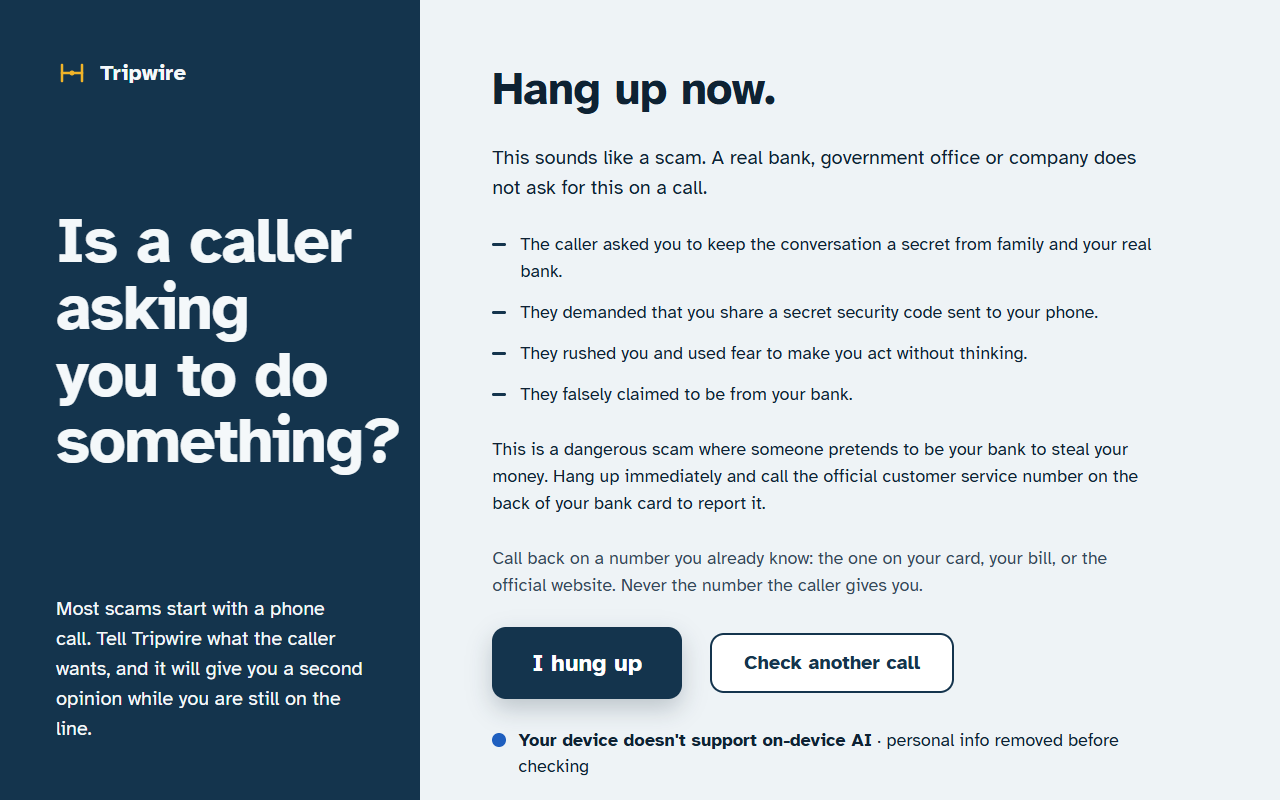 Tripwire
Is a caller
asking
you to do
something?
Most scams start with a phone
call. Tell Tripwire what the caller
wants, and it will give you a second
opinion while you are still on the
line.
Hang up now.
This sounds like a scam. A real bank, government office or company does
not ask for this on a call.
The caller asked you to keep the conversation a secret from family and your real
bank.
They demanded that you share a secret security code sent to your phone.
They rushed you and used fear to make you act without thinking.
They falsely claimed to be from your bank.
This is a dangerous scam where someone pretends to be your bank to steal your
money. Hang up immediately and call the official customer service number on the
back of your bank card to report it.
Call back on a number you already know: the one on your card, your bill, or the
official website. Never the number the caller gives you.
I hung up
Check another call
Your device doesn't support on-device AI · personal info removed before
checking